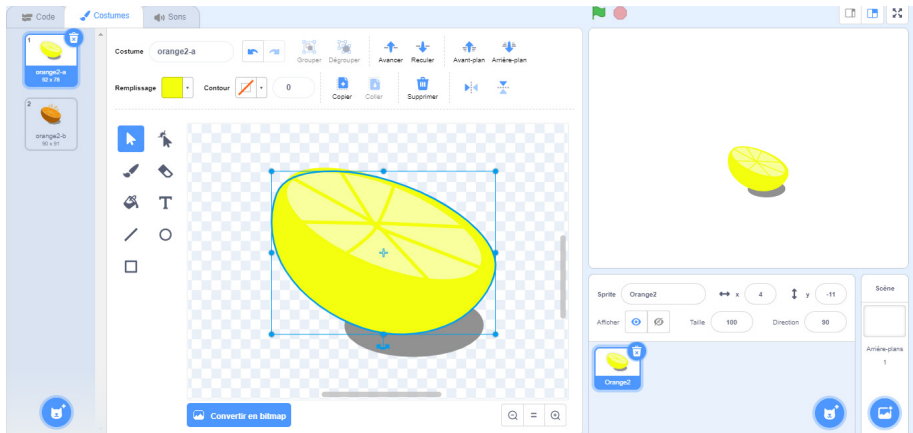 Code
Costumes
Sons
1
orange2-a
92 x 78
2
orange2-b
90 x 91
Costume
orange2-a
Grouper
Dégrouper
Avancer
Reculer
Avant-plan
Arrière-plan
Remplissage
Contour
0
Copier
Coller
Supprimer
T
Convertir en bitmap
Sprite
Orange2
x
4
y
-11
Afficher
Taille
100
Direction
90
Orange2
Scène
Arrière-plans
1